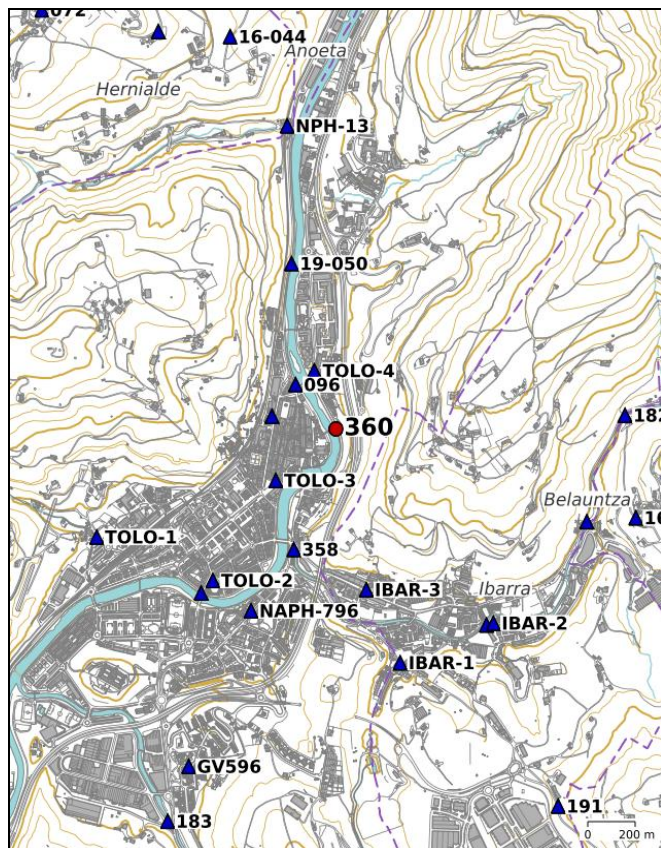 072
16-044
Anoeta
Hernialde
NPH-13
19-050
TOLO-4
096
182
360
TOLO-3
Belauntza
16
TOLO-1
358
TOLO-2
IBAR-3
Ibarra
NAPH-796
IBAR-2
IBAR-1
GV596
191
183
0 200 m